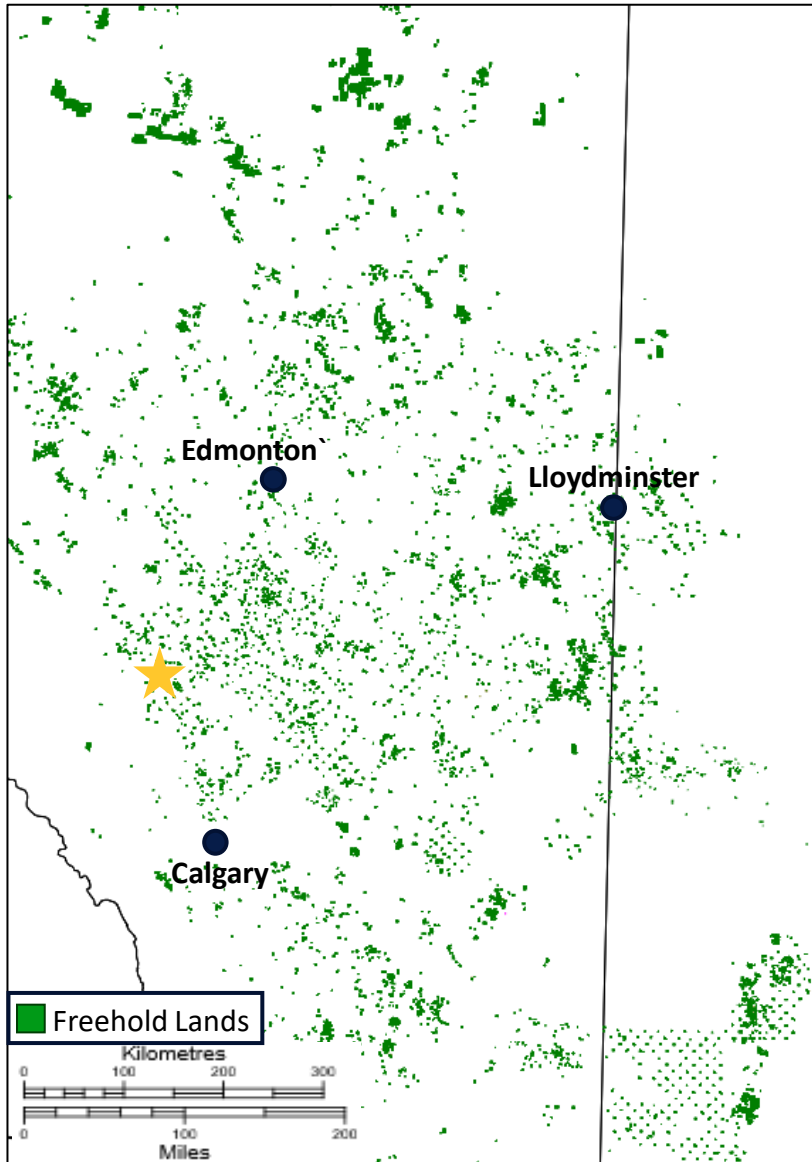 Edmonton`
Lloydminster
Calgary
Freehold Lands
Kilometres
0 100 200 300
0 100 200
Miles